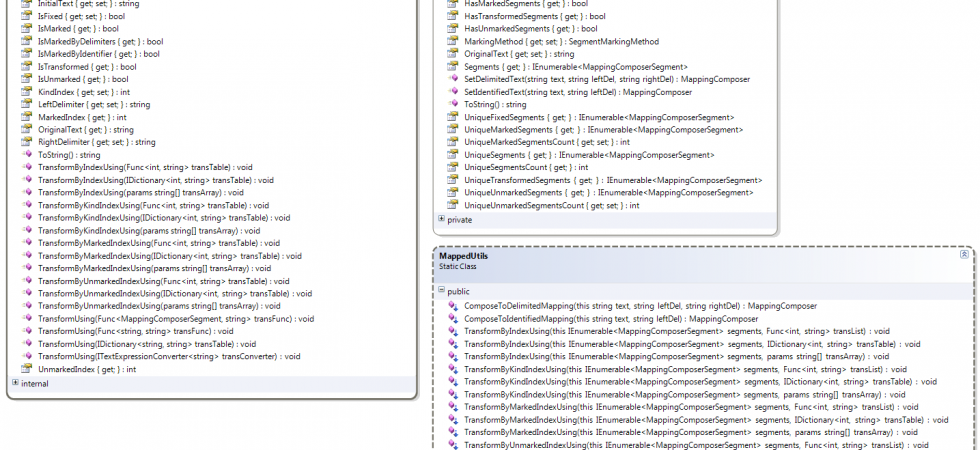 InitialText { get; set; } : string
IsFixed { get; set; } : bool
IsMarked { get; } : bool
IsMarkedByDelimiters { get; } : bool
IsMarkedByIdentifier { get; } : bool
IsTransformed { get; } : bool
IsUnmarked { get; } : bool
KindIndex { get; set; } : int
LeftDelimiter { get; set; } : string
MarkedIndex { get; } : int
OriginalText { get; } : string
RightDelimiter { get; set; } : string
ToString() : string
TransformByIndexUsing(Func<int, string> transTable) : void
TransformByIndexUsing(IDictionary<int, string> transTable) : void
TransformByIndexUsing(params string[] transArray) : void
TransformByKindIndexUsing(Func<int, string> transTable) : void
TransformByKindIndexUsing(IDictionary<int, string> transTable) : void
TransformByKindIndexUsing(params string[] transArray) : void
TransformByMarkedIndexUsing(Func<int, string> transTable) : void
TransformByMarkedIndexUsing(IDictionary<int, string> transTable) : void
TransformByMarkedIndexUsing(params string[] transArray) : void
TransformByUnmarkedIndexUsing(Func<int, string> transTable) : void
TransformByUnmarkedIndexUsing(IDictionary<int, string> transTable) : void
TransformByUnmarkedIndexUsing(params string[] transArray) : void
TransformUsing(Func<MappingComposerSegment, string> transFunc) : void
TransformUsing(Func<string, string> transFunc) : void
TransformUsing(IDictionary<string, string> transTable) : void
TransformUsing(ITextExpressionConverter<string> transConverter) : void
UnmarkedIndex { get; } : int
internal
HasMarkedSegments { get; } : bool
HasTransformedSegments { get; } : bool
HasUnmarkedSegments { get; } : bool
MarkingMethod { get; set; } : SegmentMarkingMethod
OriginalText { get; set; } : string
Segments { get; } : IEnumerable<MappingComposerSegment>
SetDelimitedText(string text, string leftDel, string rightDel) : MappingComposer
SetIdentifiedText(string text, string leftDel) : MappingComposer
ToString() : string
UniqueFixedSegments { get; } : IEnumerable<MappingComposerSegment>
UniqueMarkedSegments { get; } : IEnumerable<MappingComposerSegment>
UniqueMarkedSegmentsCount { get; set; } : int
UniqueSegments { get; } : IEnumerable<MappingComposerSegment>
UniqueSegmentsCount { get; } : int
UniqueTransformedSegments { get; } : IEnumerable<MappingComposerSegment>
UniqueUnmarkedSegments { get; } : IEnumerable<MappingComposerSegment>
UniqueUnmarkedSegmentsCount { get; set; } : int
private
MappedUtils
Static Class
public
ComposeToDelimitedMapping(this string text, string leftDel, string rightDel) : MappingComposer
ComposeToIdentifiedMapping(this string text, string leftDel) : MappingComposer
TransformByIndexUsing(this IEnumerable<MappingComposerSegment> segments, Func<int, string> transList) : void
TransformByIndexUsing(this IEnumerable<MappingComposerSegment> segments, IDictionary<int, string> transTable) : void
TransformByIndexUsing(this IEnumerable<MappingComposerSegment> segments, params string[] transArray) : void
TransformByKindIndexUsing(this IEnumerable<MappingComposerSegment> segments, Func<int, string> transList) : void
TransformByKindIndexUsing(this IEnumerable<MappingComposerSegment> segments, IDictionary<int, string> transTable) : void
TransformByKindIndexUsing(this IEnumerable<MappingComposerSegment> segments, params string[] transArray) : void
TransformByMarkedIndexUsing(this IEnumerable<MappingComposerSegment> segments, Func<int, string> transList) : void
TransformByMarkedIndexUsing(this IEnumerable<MappingComposerSegment> segments, IDictionary<int, string> transTable) : void
TransformByMarkedIndexUsing(this IEnumerable<MappingComposerSegment> segments, params string[] transArray) : void
TransformByUnmarkedIndexUsing(this IEnumerable<MappingComposerSegment> segments, Func<int, string> transList) : void